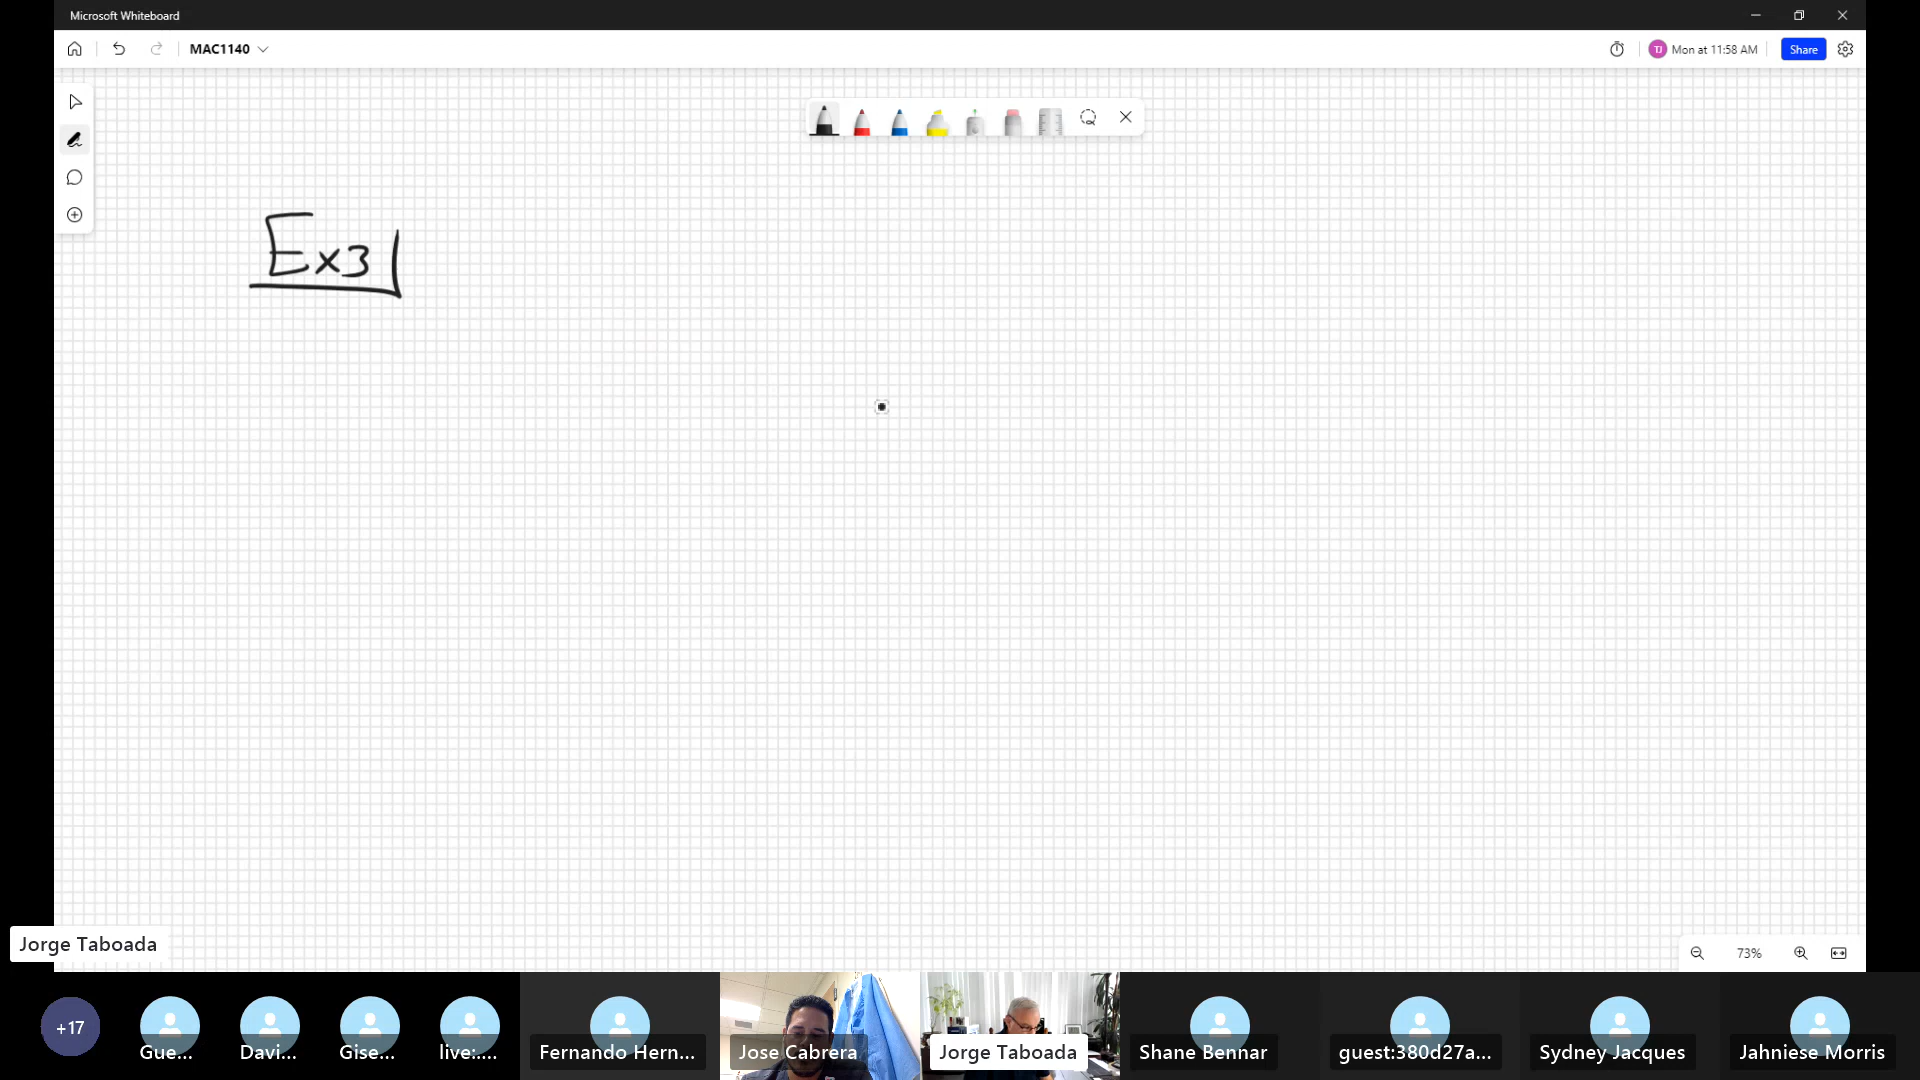 Microsoft Whiteboard
MAC1140
TJ Mon at 11:58 AM Share
Ex3
73%
Jorge Taboada
+17
Gue...
Davi...
Gise...
live:....
Fernando Hern...
Jose Cabrera
Jorge Taboada
Shane Bennar
guest:380d27a...
Sydney Jacques
Jahniese Morris